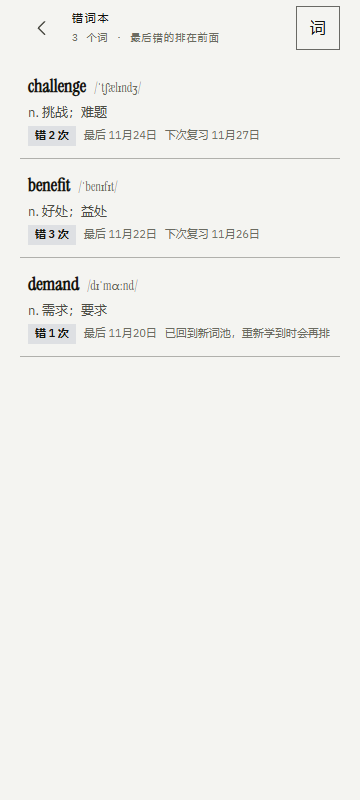 错词本
3 个词 · 最后错的排在前面
词
challenge /ˈtʃælɪndʒ/
n. 挑战；难题
错 2 次 最后 11月24日 下次复习 11月27日
benefit /ˈbenɪfɪt/
n. 好处；益处
错 3 次 最后 11月22日 下次复习 11月26日
demand /dɪˈmɑːnd/
n. 需求；要求
错 1 次 最后 11月20日 已回到新词池，重新学到时会再排